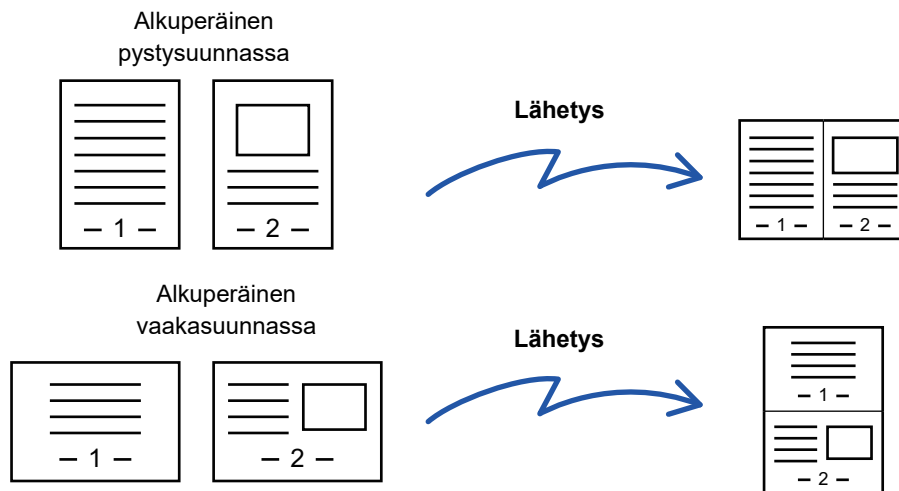 Alkuperäinen
pystysuunnassa
Lähetys
– 1 –
– 2 –
– 1 –
– 2 –
Alkuperäinen
vaakasuunnassa
Lähetys
– 1 –
– 2 –
– 1 –
– 2 –